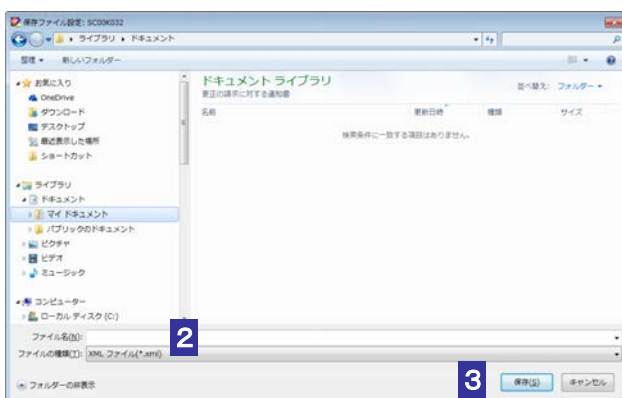 保存ファイル設定: SC00K032
ライブラリ ▸ ドキュメント
整理 ▾ 新しいフォルダー
お気に入り
OneDrive
ダウンロード
デスクトップ
最近表示した場所
ショートカット
ライブラリ
ドキュメント
マイ ドキュメント
パブリックのドキュメント
ピクチャ
ビデオ
ミュージック
コンピューター
ローカル ディスク (C:)
ドキュメント ライブラリ
更正の請求に対する通知書
並べ替え: フォルダー ▾
名前 更新日時 種類 サイズ
検索条件に一致する項目はありません。
ファイル名(N):
2
ファイルの種類(T): XML ファイル(*.xml)
フォルダーの非表示
3
保存(S) キャンセル